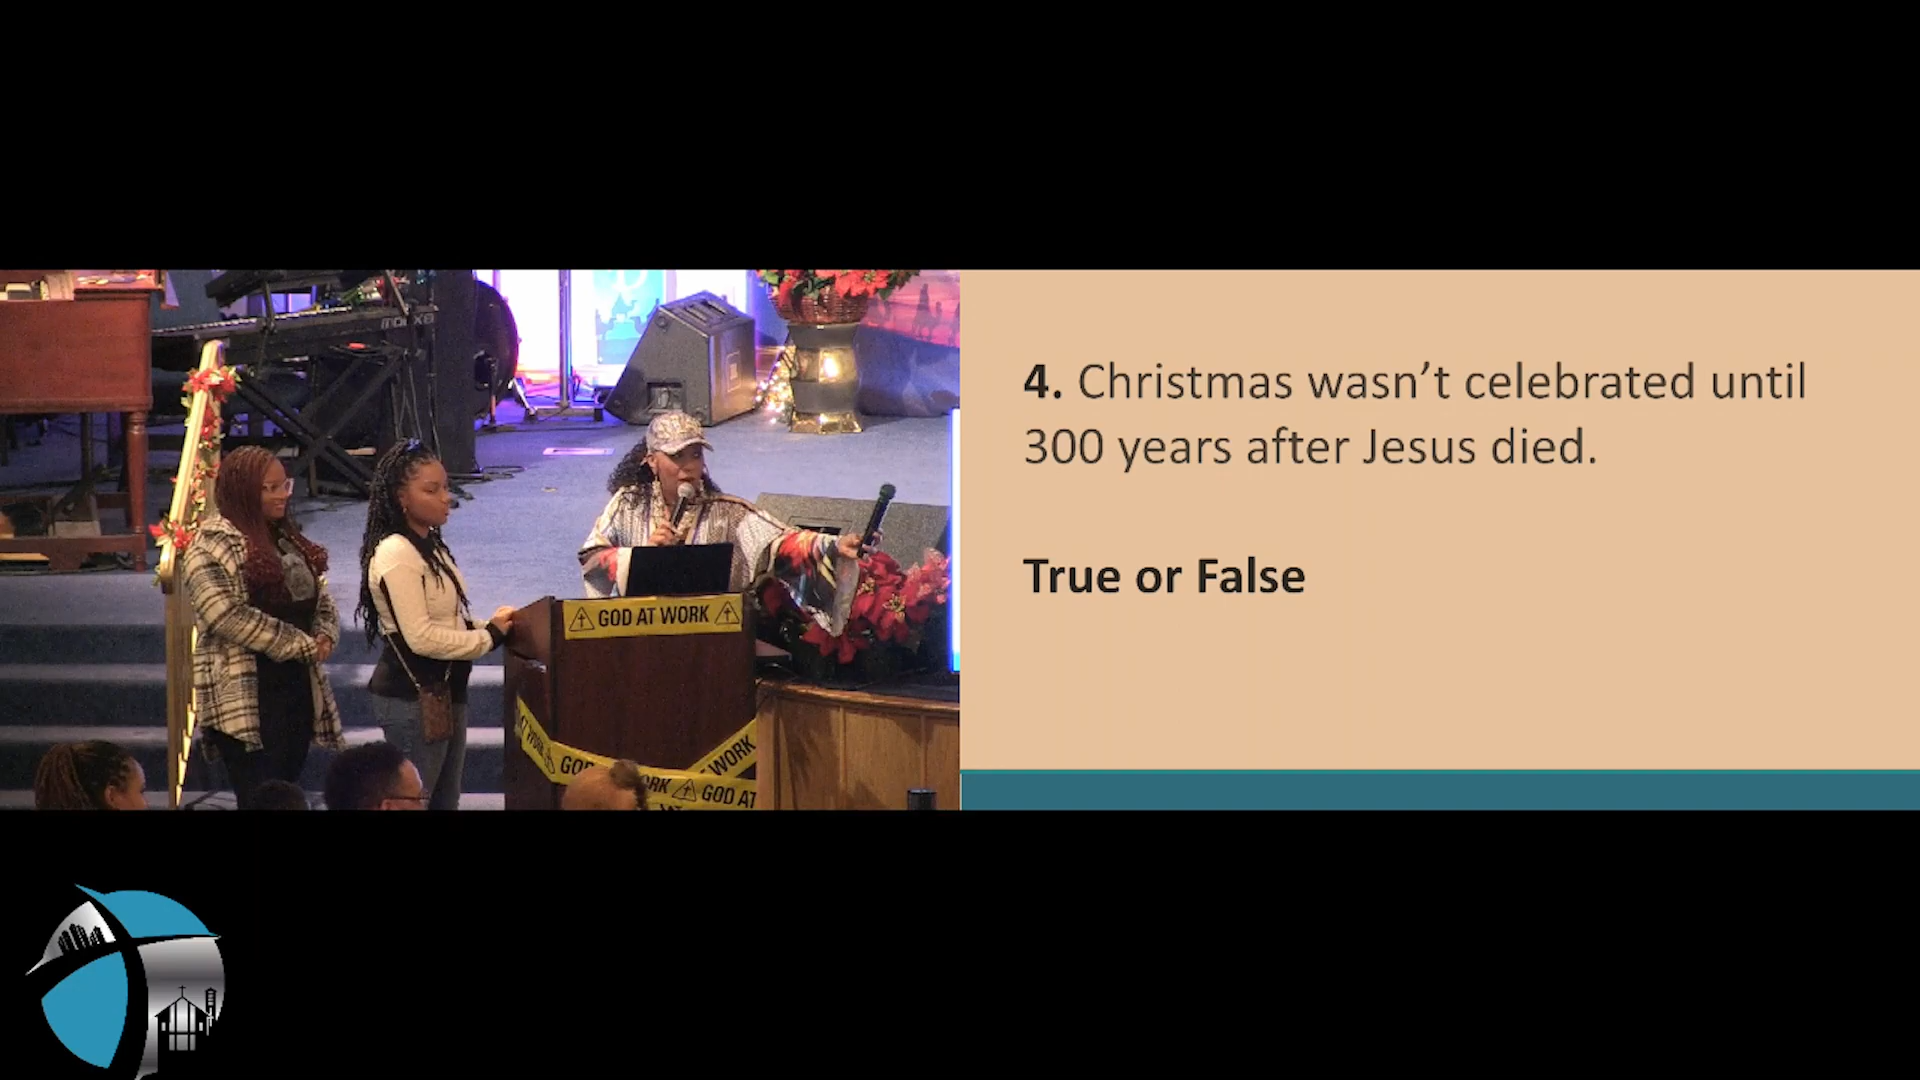 4. Christmas wasn’t celebrated until
300 years after Jesus died.
True or False
GOD AT WORK
WORK
GOD AT